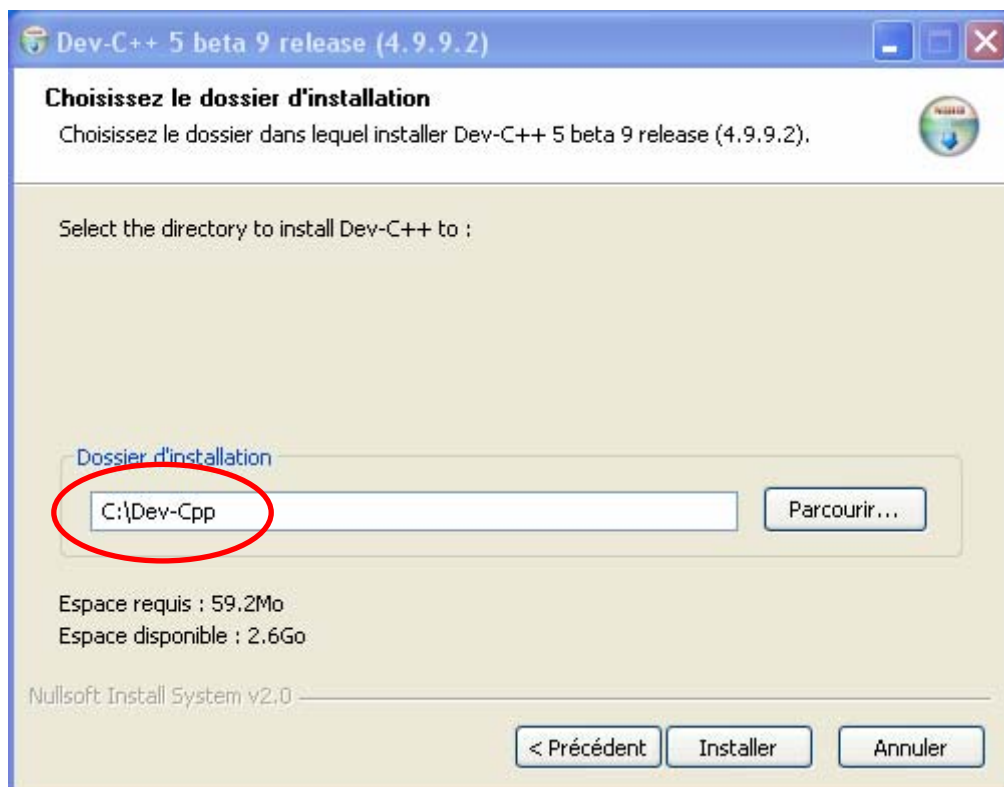 Dev-C++ 5 beta 9 release (4.9.9.2)
Choisissez le dossier d'installation
Choisissez le dossier dans lequel installer Dev-C++ 5 beta 9 release (4.9.9.2).
Select the directory to install Dev-C++ to :
Dossier d'installation
C:\Dev-Cpp
Parcourir...
Espace requis : 59.2Mo
Espace disponible : 2.6Go
Nullsoft Install System v2.0
< Précédent
Installer
Annuler